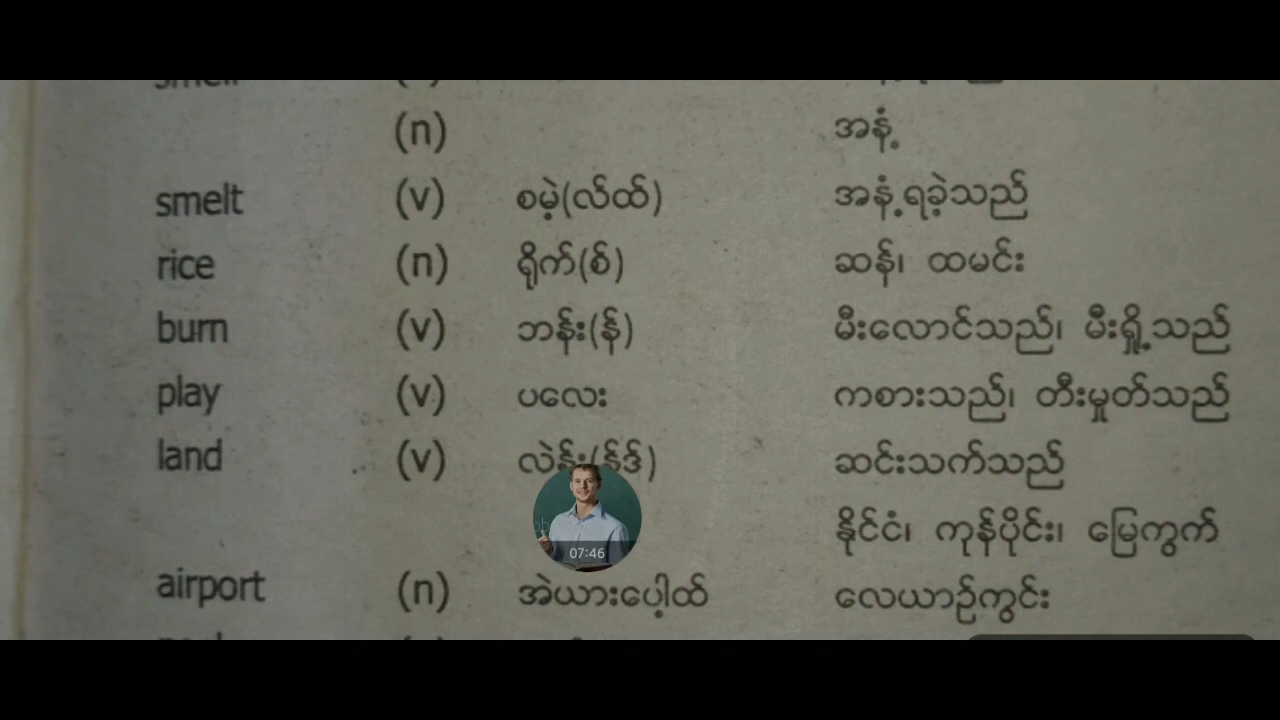 (n) အနံ့
smelt (v) စမဲ့(လ်ထ်) အနံ့ရခဲ့သည်
rice (n) ရိုက်(စ်) ဆန်၊ ထမင်း
burn (v) ဘန်း(န်) မီးလောင်သည်၊ မီးရှို့သည်
play (v) ပလေး ကစားသည်၊ တီးမှုတ်သည်
land (v) လဲန်း(န်ဒ်) ဆင်းသက်သည်
နိုင်ငံ၊ ကုန်ပိုင်း၊ မြေကွက်
07:46
airport (n) အဲယားပေါ့ထ် လေယာဉ်ကွင်း